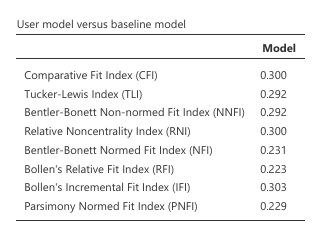 User model versus baseline model
Model
Comparative Fit Index (CFI) 0.300
Tucker-Lewis Index (TLI) 0.292
Bentler-Bonett Non-normed Fit Index (NNFI) 0.292
Relative Noncentrality Index (RNI) 0.300
Bentler-Bonett Normed Fit Index (NFI) 0.231
Bollen's Relative Fit Index (RFI) 0.223
Bollen's Incremental Fit Index (IFI) 0.303
Parsimony Normed Fit Index (PNFI) 0.229